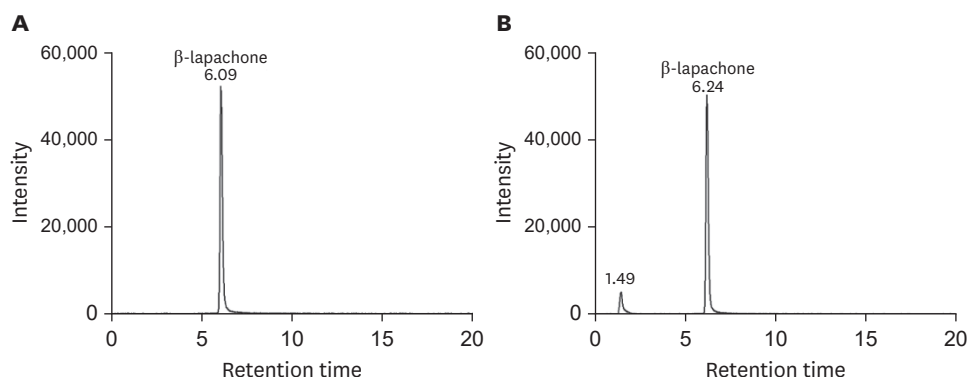 A
β-lapachone
6.09
60,000
40,000
20,000
0
Intensity
0 5 10 15 20
Retention time
B
β-lapachone
6.24
1.49
60,000
40,000
20,000
0
Intensity
0 5 10 15 20
Retention time